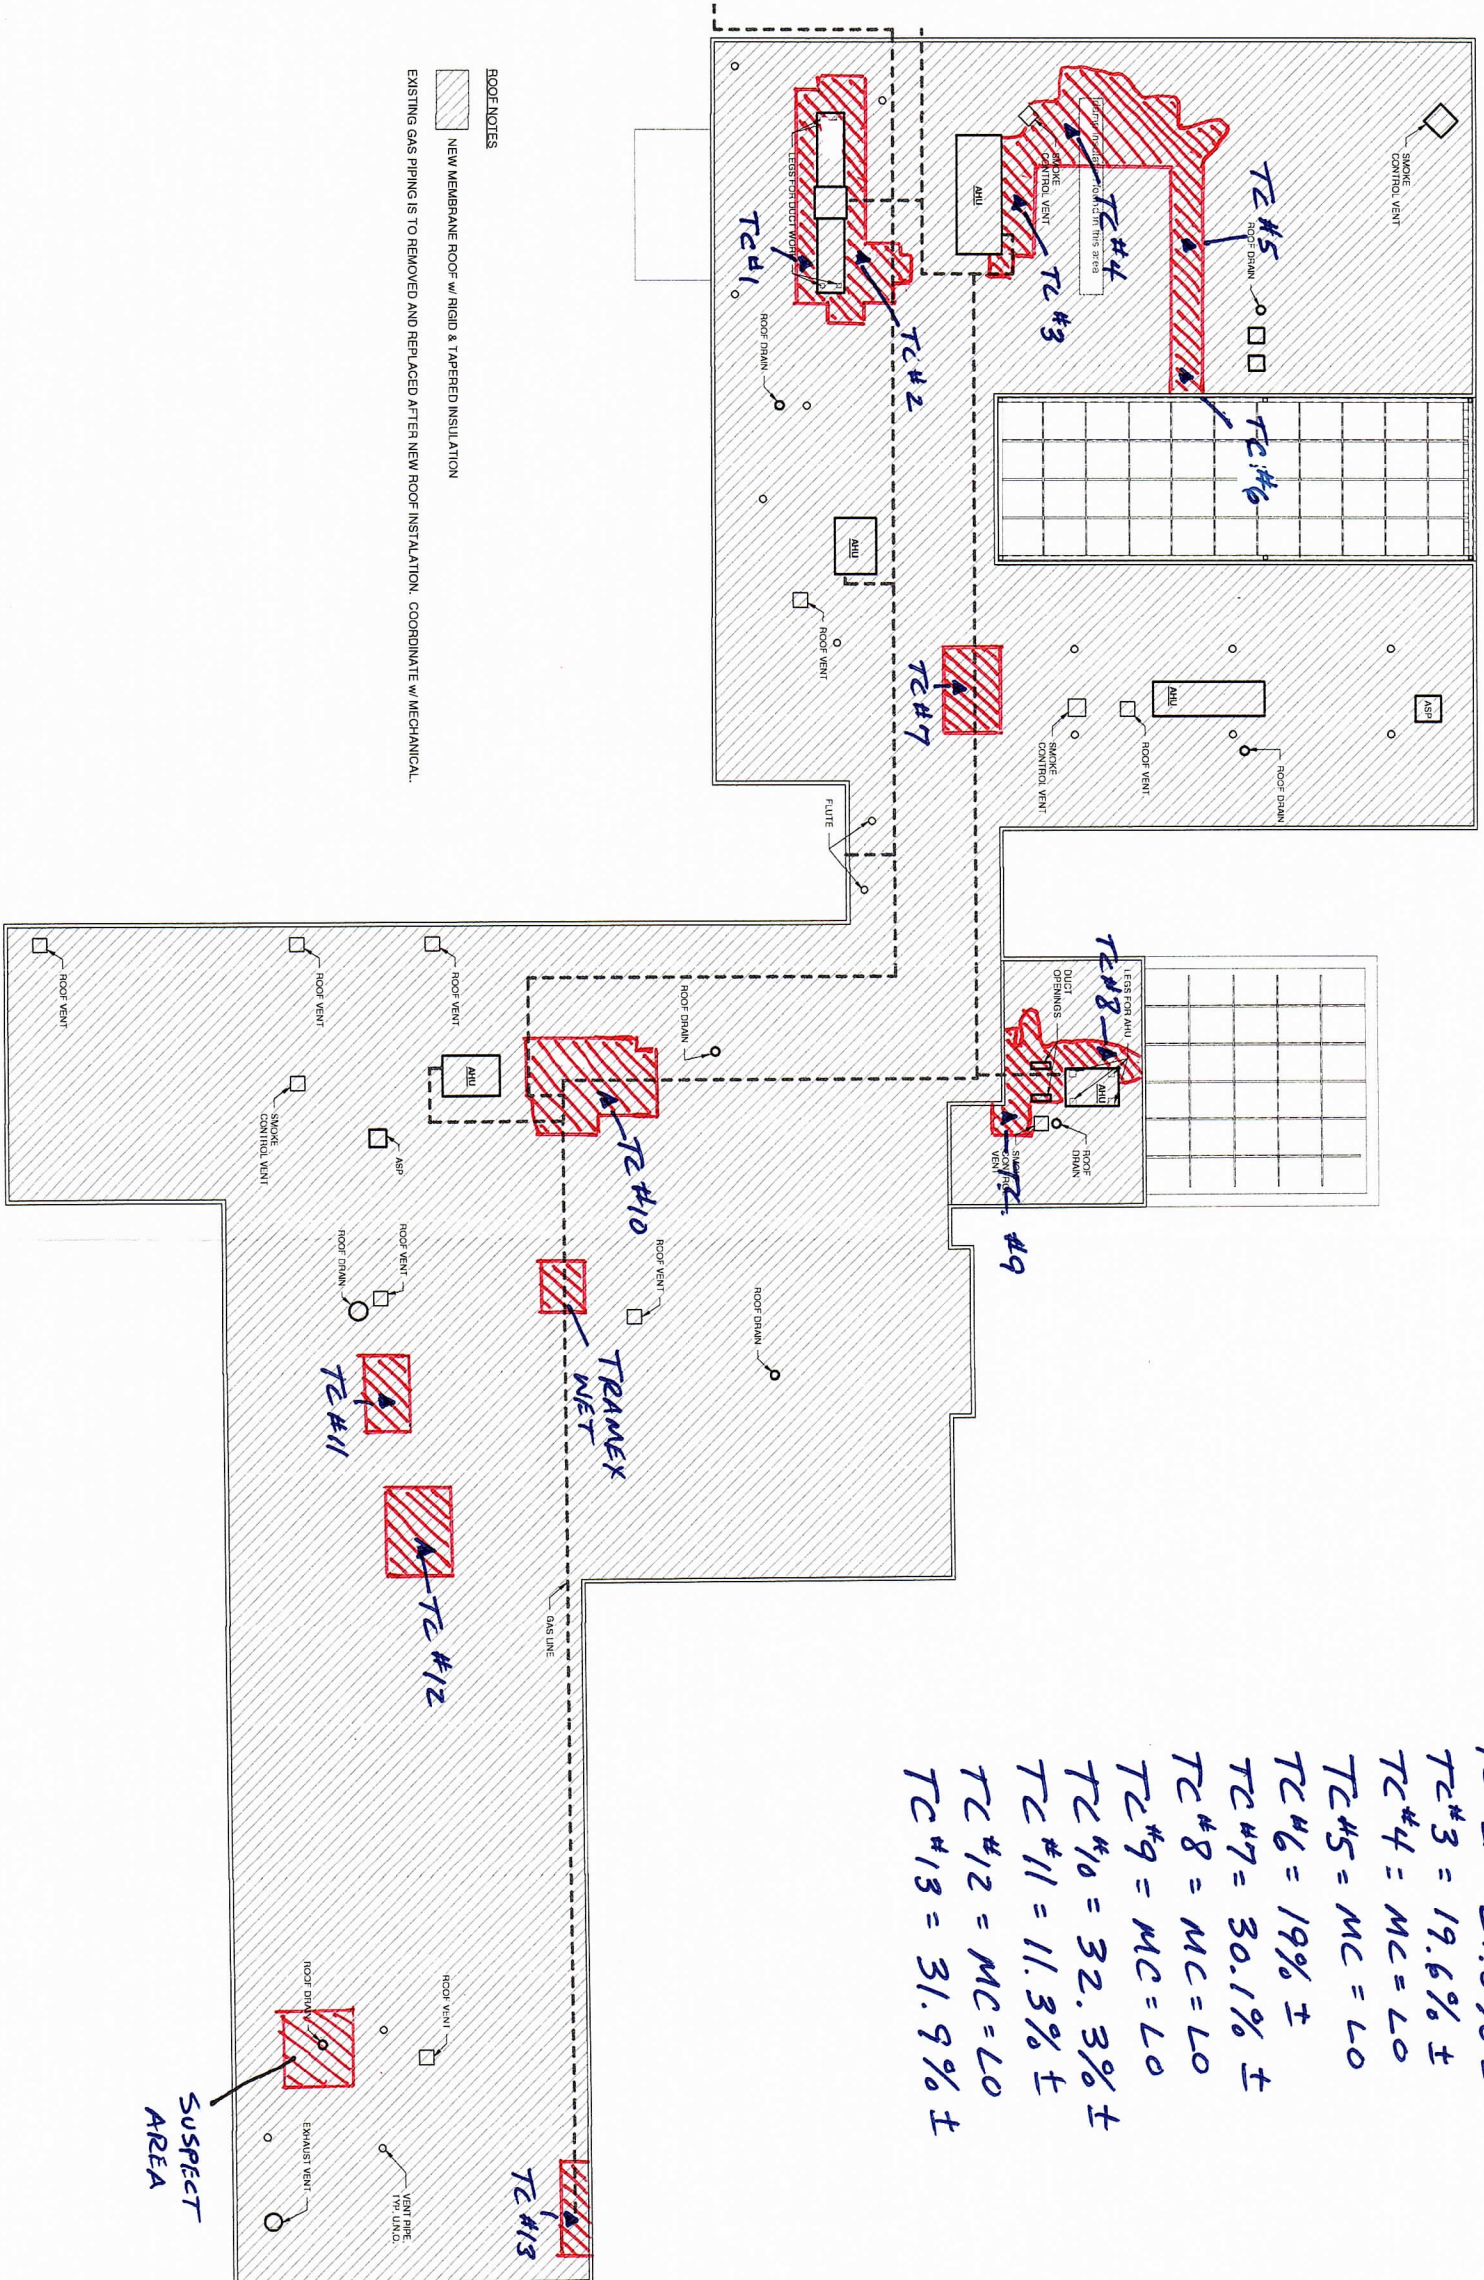 ROOF NOTES
NEW MEMBRANE ROOF w/ RIGID & TAPERED INSULATION
EXISTING GAS PIPING IS TO REMOVED AND REPLACED AFTER NEW ROOF INSTALATION. COORDINATE w/ MECHANICAL.
SMOKE
CONTROL VENT
TC #5
ROOF DRAIN
in this area
TC #4
SMOKE
CONTROL VENT
AHU
TC #3
LEGS FOR DUCT WORK
TC #1
TC #2
ROOF DRAIN
TC #6
AHU
ROOF VENT
TC #7
ASP
AHU
ROOF DRAIN
ROOF VENT
SMOKE
CONTROL VENT
FLUTE
TC #8
LEGS FOR AHU
DUCT
OPENINGS
AHU
ROOF
DRAIN
SMOKE
CONTROL
VENT
TC #9
ROOF VENT
ROOF VENT
ROOF VENT
ROOF DRAIN
AHU
SMOKE
CONTROL VENT
ASP
TC #10
ROOF VENT
ROOF DRAIN
ROOF VENT
ROOF DRAIN
TRAMEX
WET
TC #11
TC #12
GAS LINE
ROOF DRAIN
ROOF VENT
SUSPECT
AREA
EXHAUST VENT
VENT PIPE,
TYP. U.N.O.
TC #13
TC #3 = 19.6% ±
TC #4 = MC = LO
TC #5 = MC = LO
TC #6 = 19% ±
TC #7 = 30.1% ±
TC #8 = MC = LO
TC #9 = MC = LO
TC #10 = 32.3% ±
TC #11 = 11.3% ±
TC #12 = MC = LO
TC #13 = 31.9% ±